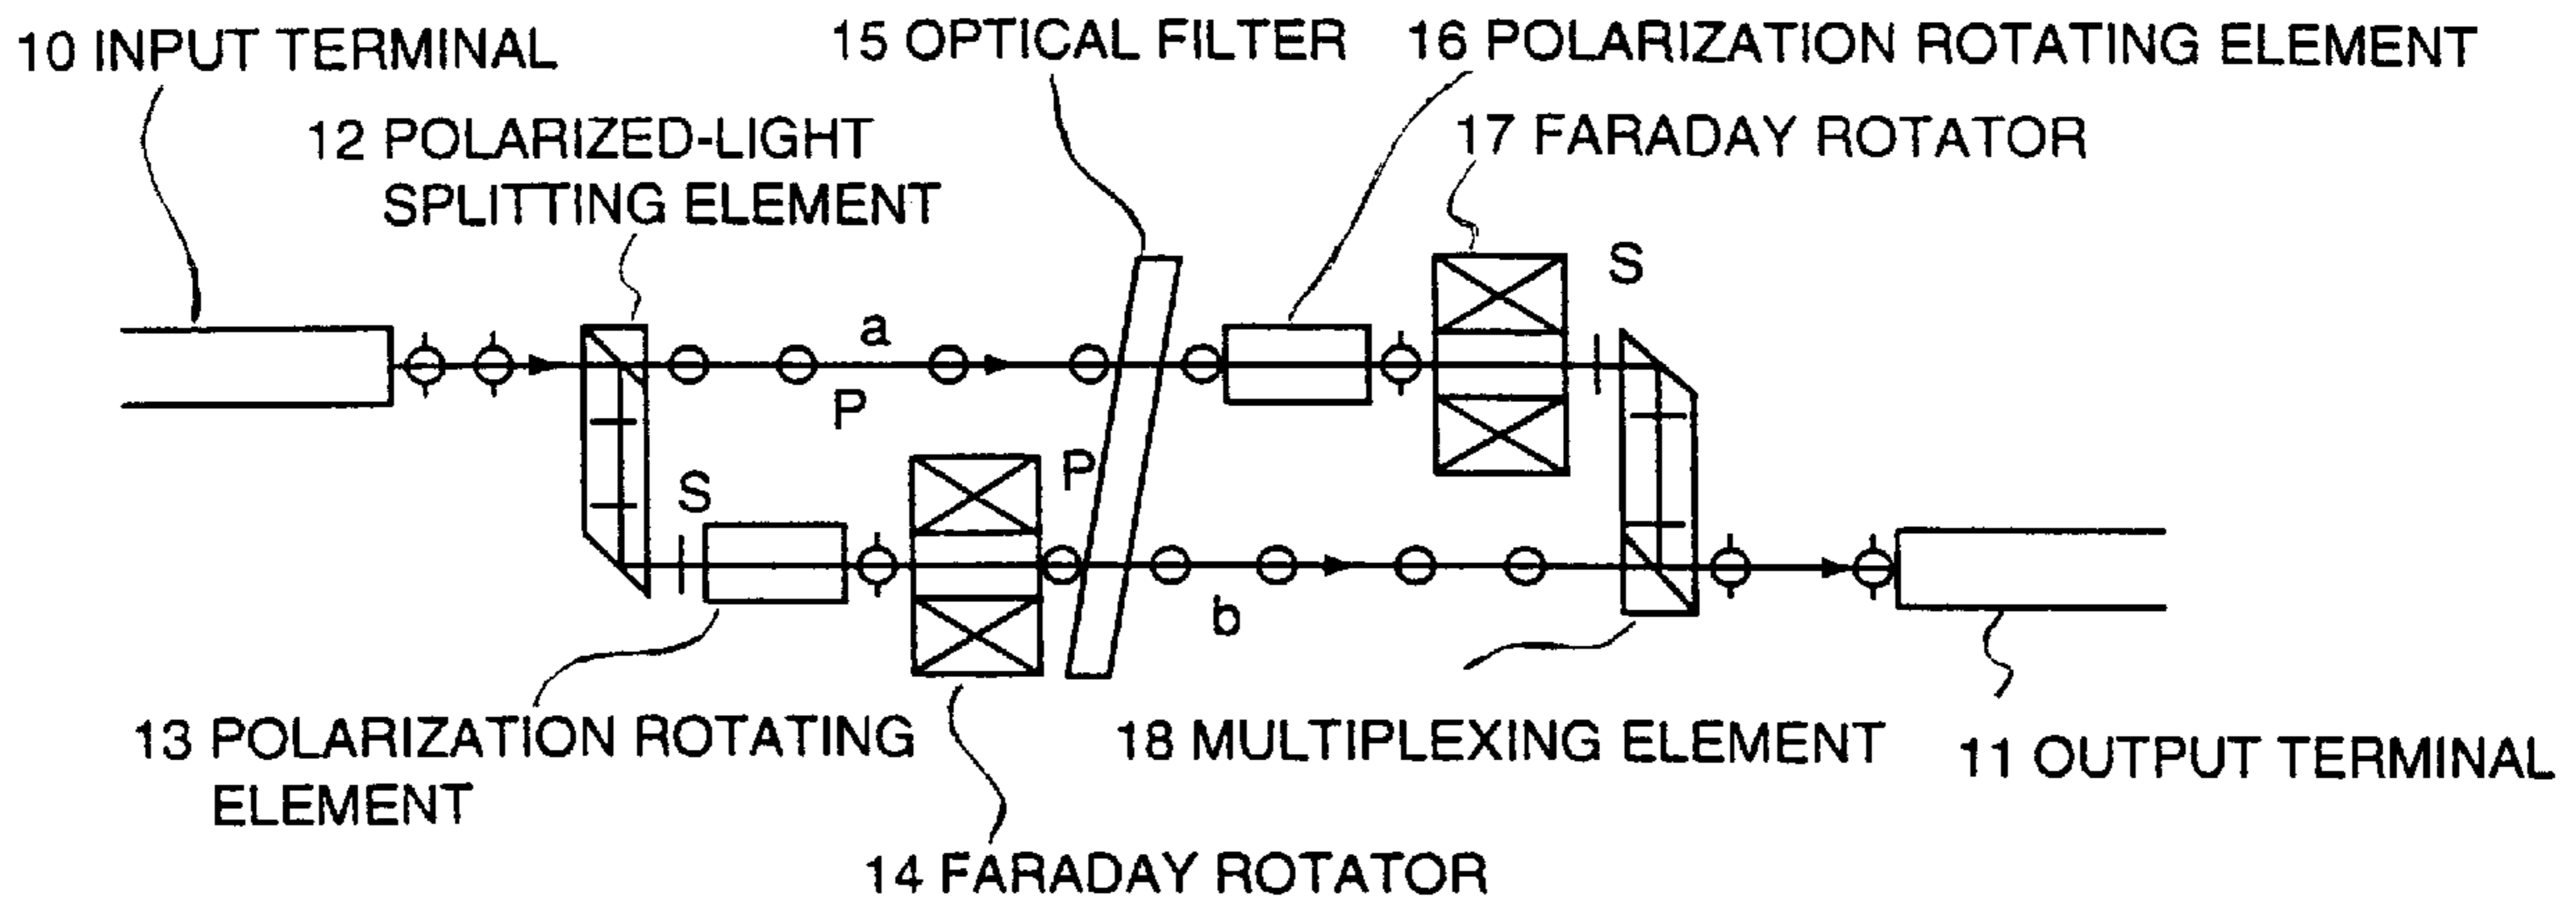 10 INPUT TERMINAL
15 OPTICAL FILTER
16 POLARIZATION ROTATING ELEMENT
12 POLARIZED-LIGHT
SPLITTING ELEMENT
17 FARADAY ROTATOR
S
a
P
P
S
b
13 POLARIZATION ROTATING
ELEMENT
18 MULTIPLEXING ELEMENT
11 OUTPUT TERMINAL
14 FARADAY ROTATOR